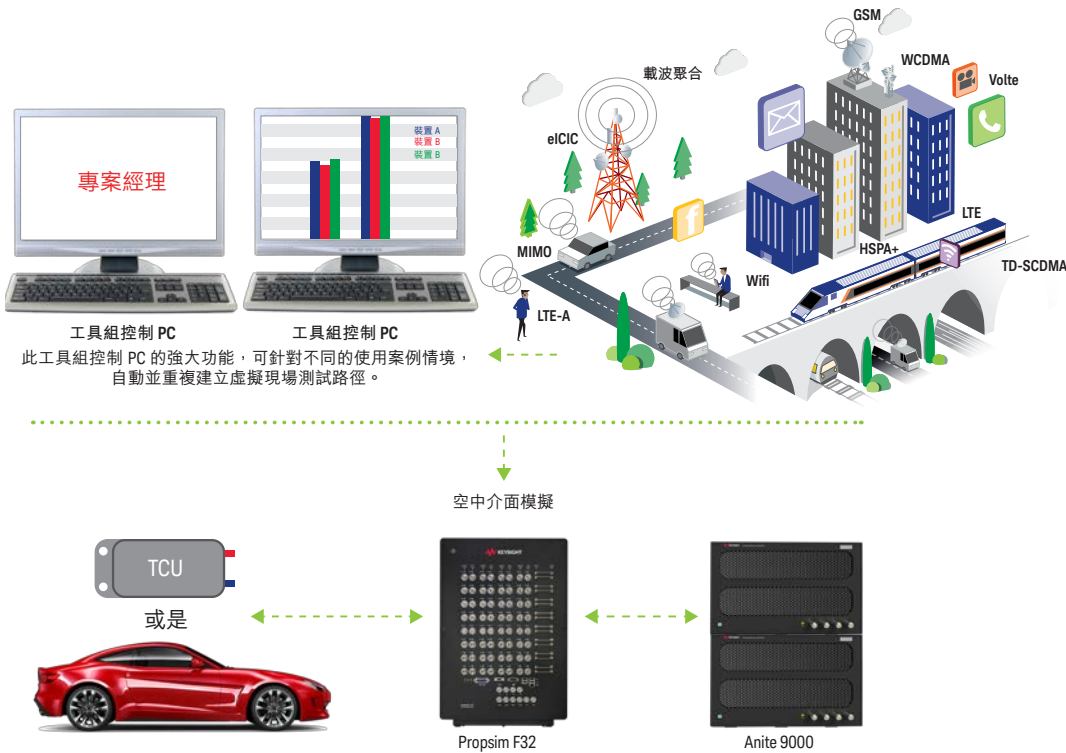 GSM
載波聚合
WCDMA
Volte
裝置 A
裝置 B
裝置 B
eICIC
專案經理
f
LTE
MIMO
HSPA+
TD-SCDMA
Wifi
LTE-A
工具組控制 PC
工具組控制 PC
此工具組控制 PC 的強大功能，可針對不同的使用案例情境，
自動並重複建立虛擬現場測試路徑。
空中介面模擬
TCU
或是
KEYSIGHT
Propsim F32
Anite 9000